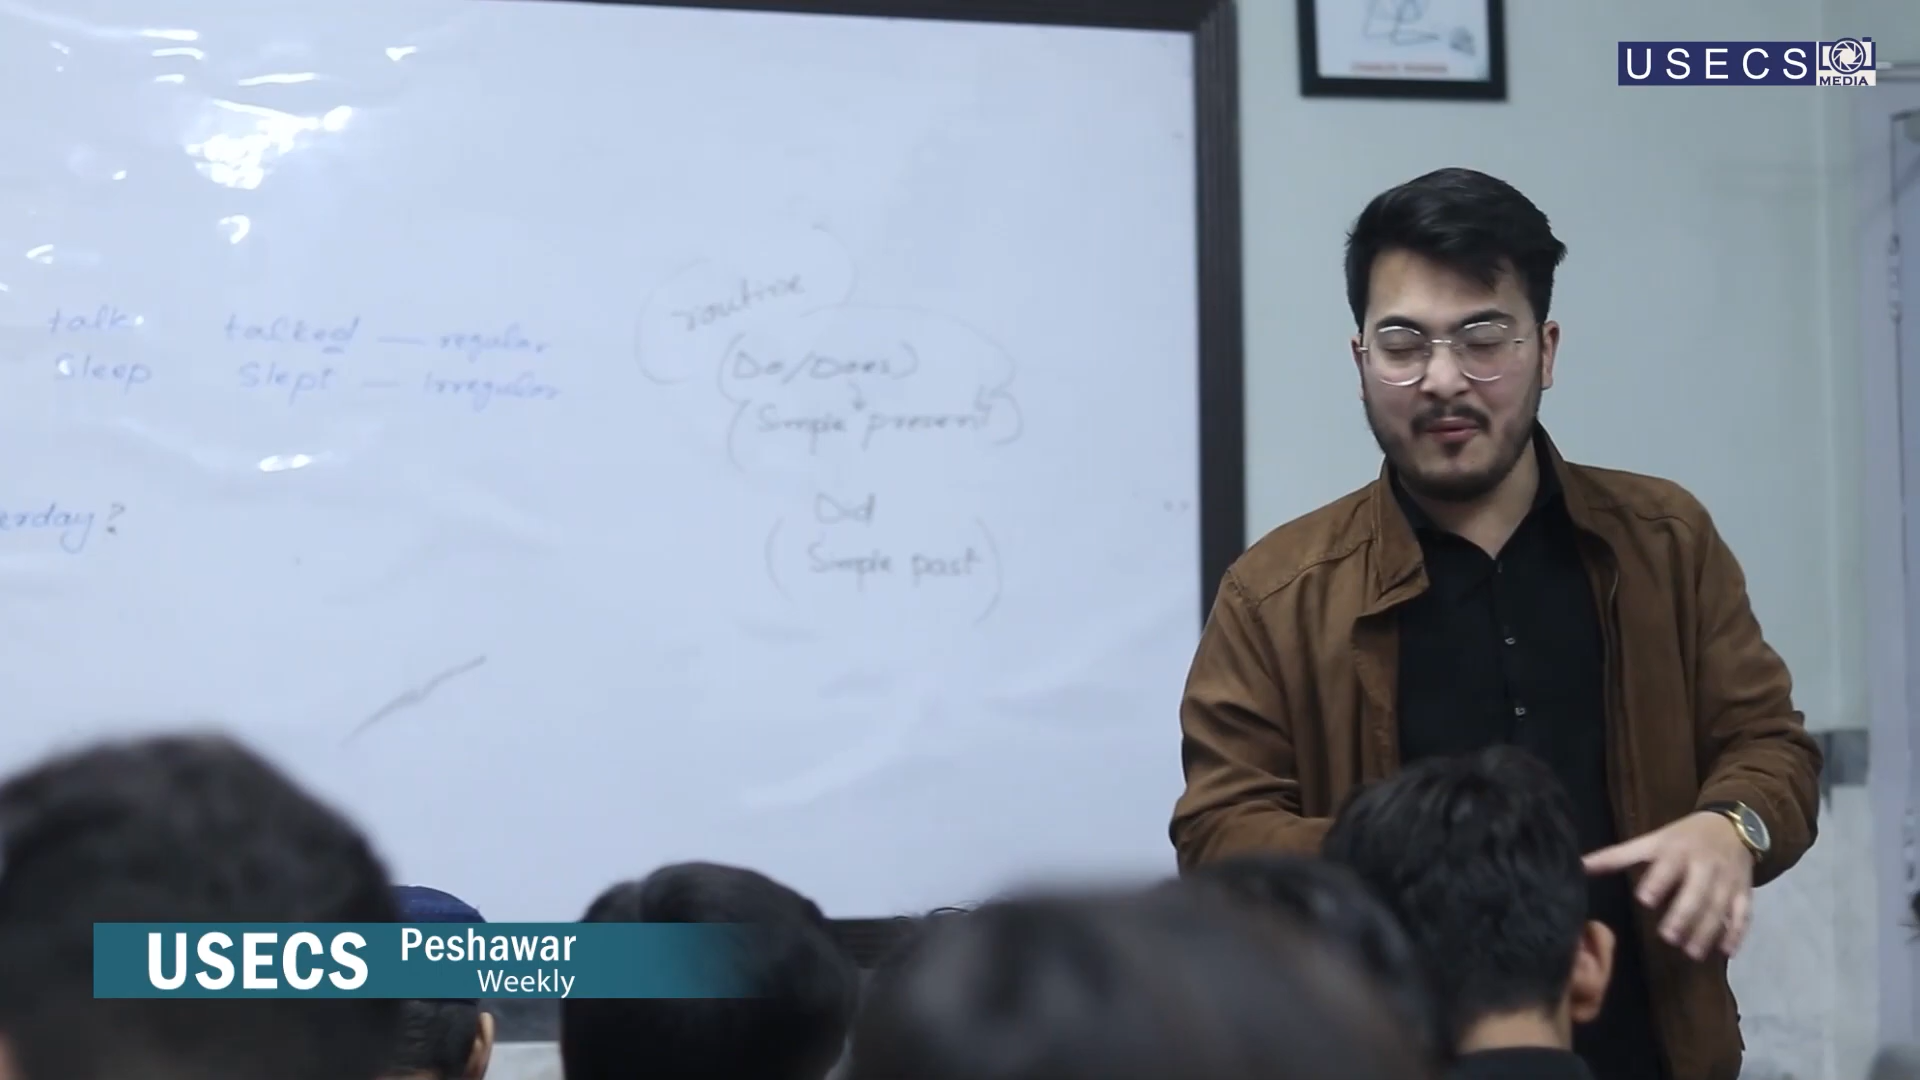 USECS
MEDIA
talk talked — regular
Sleep Slept — irregular
erday?
routine
(Do/Does)
(Simple present)
Did
(Simple past)
USECS Peshawar
Weekly